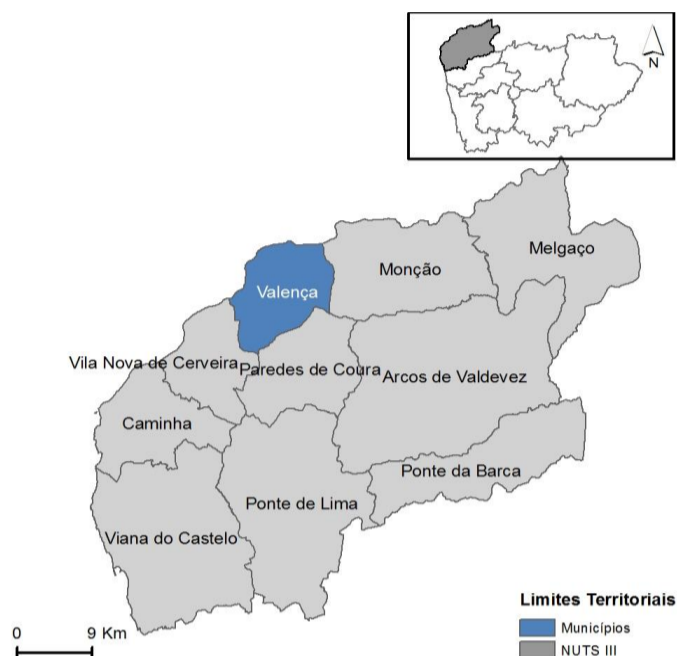 N
Melgaço
Monção
Valença
Vila Nova de Cerveira
Paredes de Coura
Arcos de Valdevez
Caminha
Ponte da Barca
Ponte de Lima
Viana do Castelo
Limites Territoriais
0 9 Km
Municípios
NUTS III